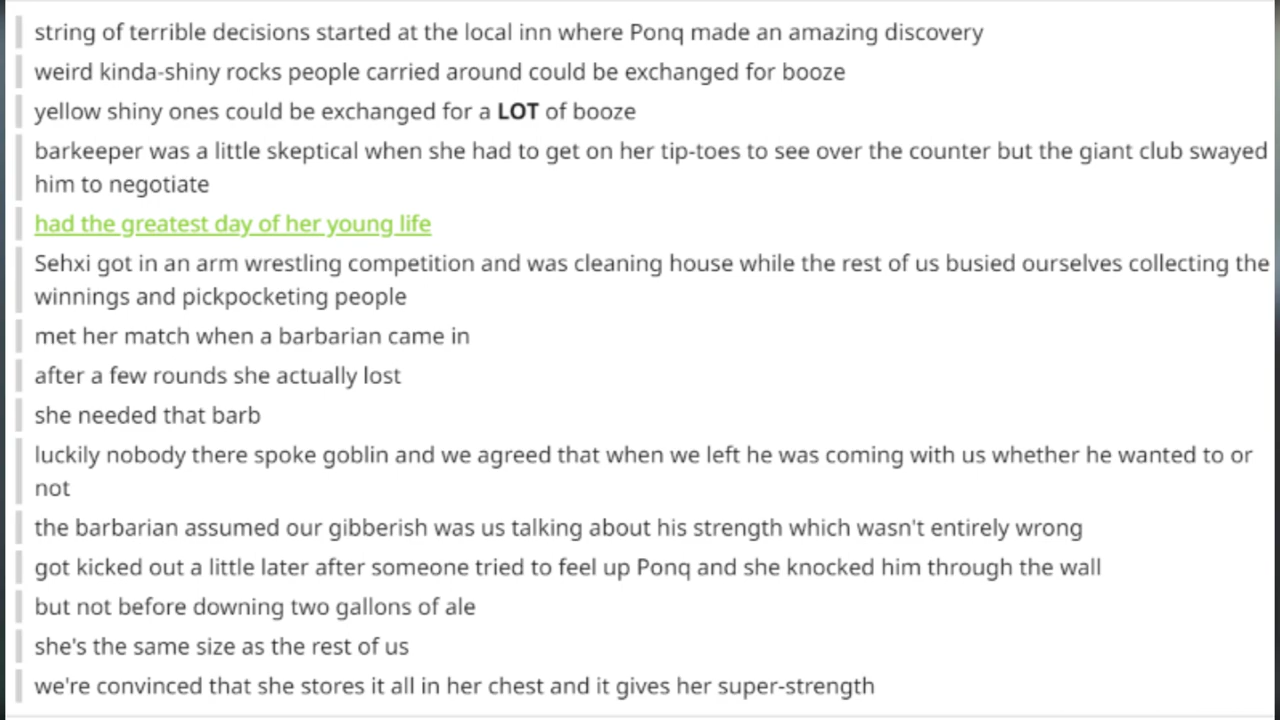 string of terrible decisions started at the local inn where Ponq made an amazing discovery
weird kinda-shiny rocks people carried around could be exchanged for booze
yellow shiny ones could be exchanged for a LOT of booze
barkeeper was a little skeptical when she had to get on her tip-toes to see over the counter but the giant club swayed
him to negotiate
had the greatest day of her young life
Sehxi got in an arm wrestling competition and was cleaning house while the rest of us busied ourselves collecting the
winnings and pickpocketing people
met her match when a barbarian came in
after a few rounds she actually lost
she needed that barb
luckily nobody there spoke goblin and we agreed that when we left he was coming with us whether he wanted to or
not
the barbarian assumed our gibberish was us talking about his strength which wasn't entirely wrong
got kicked out a little later after someone tried to feel up Ponq and she knocked him through the wall
but not before downing two gallons of ale
she's the same size as the rest of us
we're convinced that she stores it all in her chest and it gives her super-strength